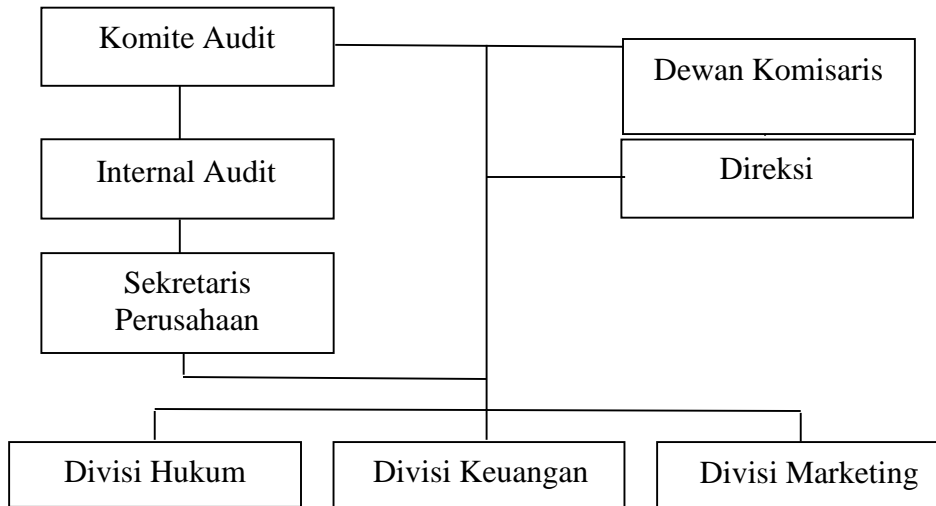 Komite Audit
Dewan Komisaris
Internal Audit
Direksi
Sekretaris
Perusahaan
Divisi Hukum
Divisi Keuangan
Divisi Marketing